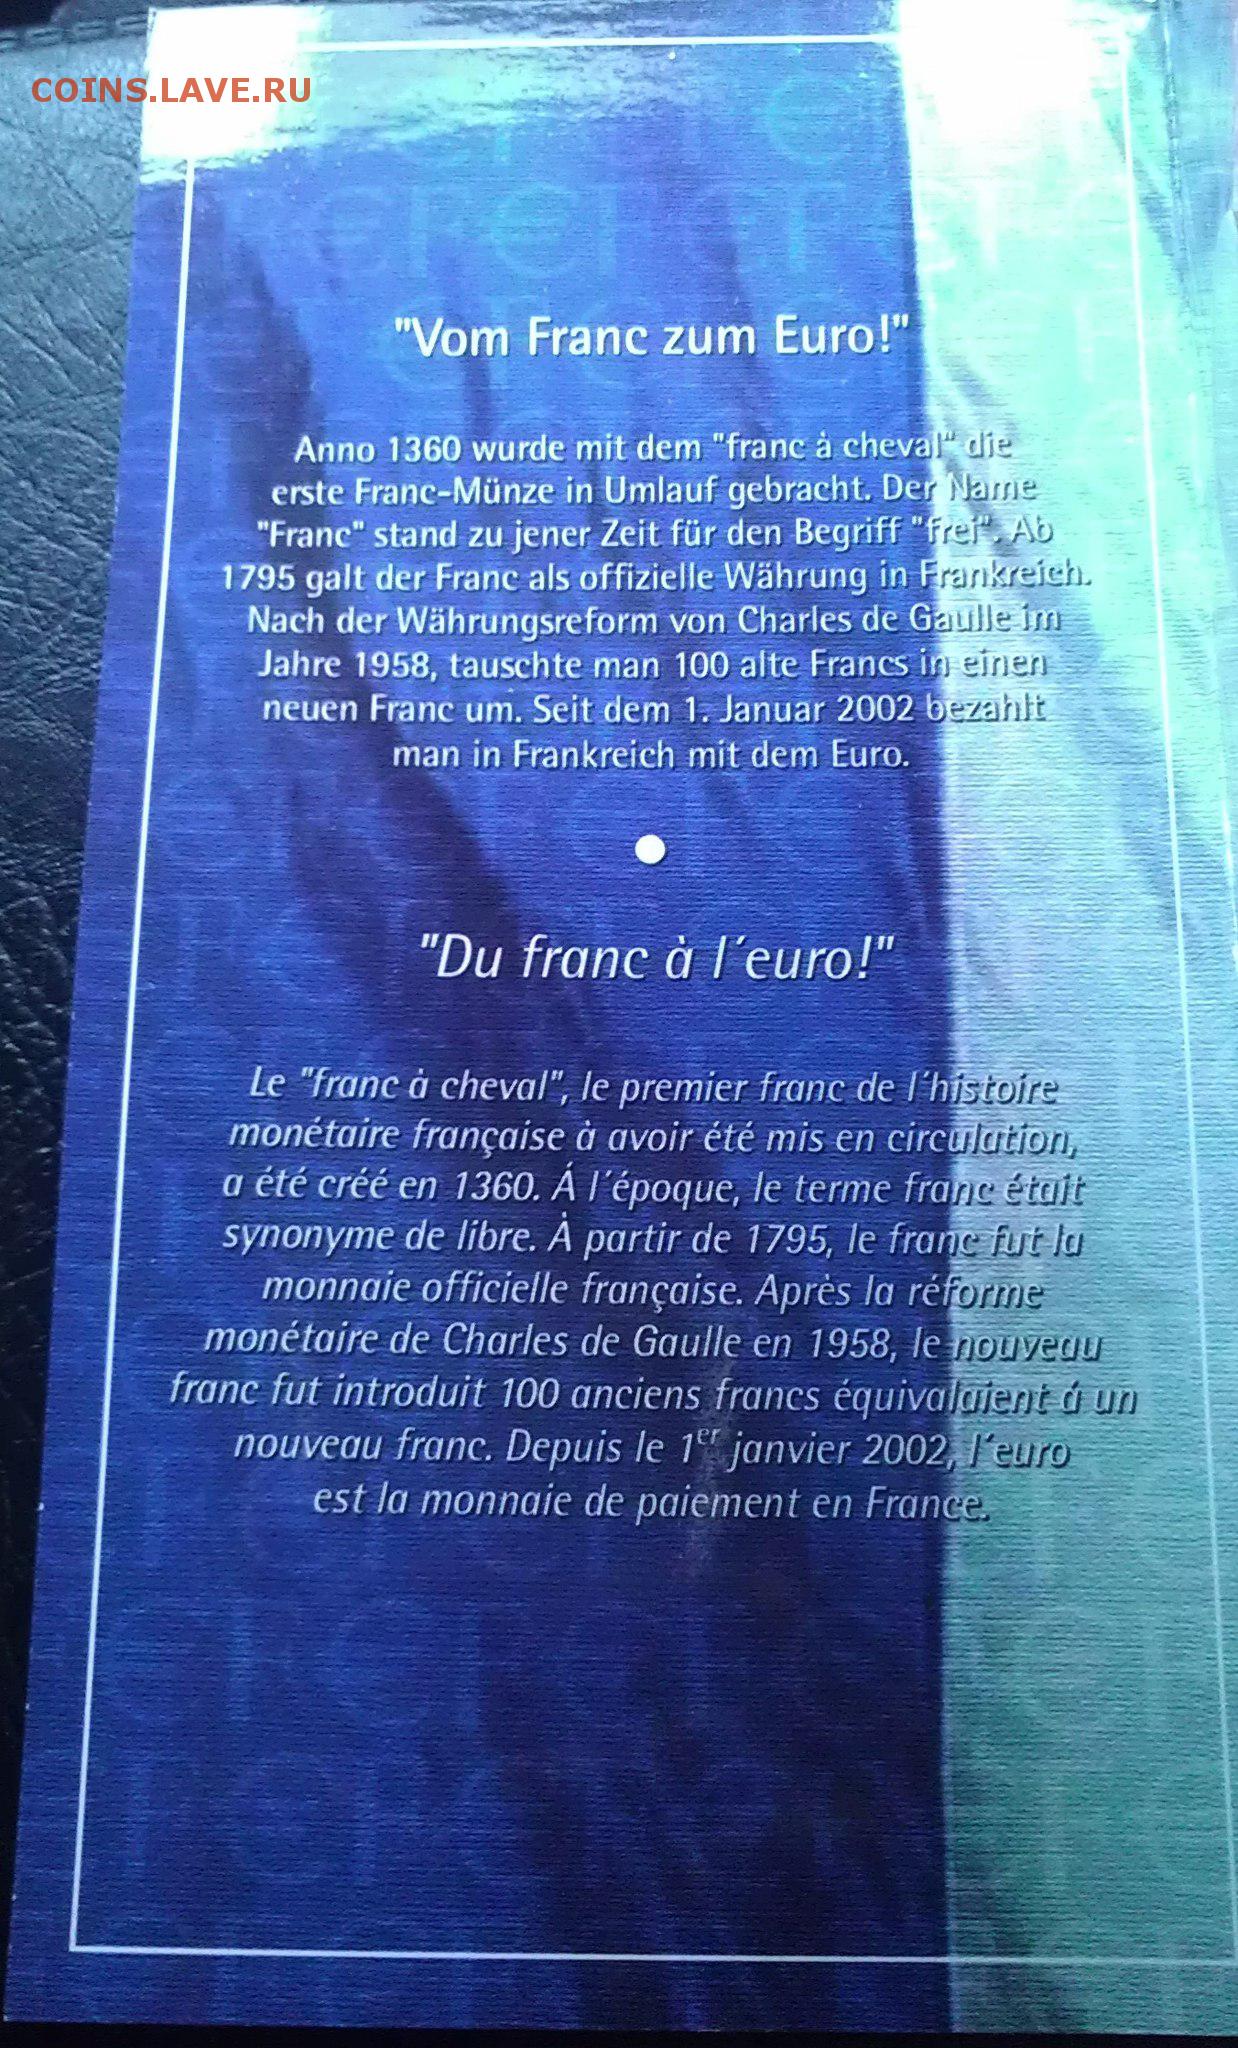 COINS.LAVE.RU
"Vom Franc zum Euro!"
Anno 1360 wurde mit dem "franc à cheval" die
erste Franc-Münze in Umlauf gebracht. Der Name
"Franc" stand zu jener Zeit für den Begriff "frei". Ab
1795 galt der Franc als offizielle Währung in Frankreich.
Nach der Währungsreform von Charles de Gaulle im
Jahre 1958, tauschte man 100 alte Francs in einen
neuen Franc um. Seit dem 1. Januar 2002 bezahlt
man in Frankreich mit dem Euro.
"Du franc à l´euro!"
Le "franc à cheval", le premier franc de l´histoire
monétaire française à avoir été mis en circulation,
a été créé en 1360. Á l´époque, le terme franc était
synonyme de libre. À partir de 1795, le franc fut la
monnaie officielle française. Après la réforme
monétaire de Charles de Gaulle en 1958, le nouveau
franc fut introduit 100 anciens francs équivalaient á un
nouveau franc. Depuis le 1er janvier 2002, l´euro
est la monnaie de paiement en France.